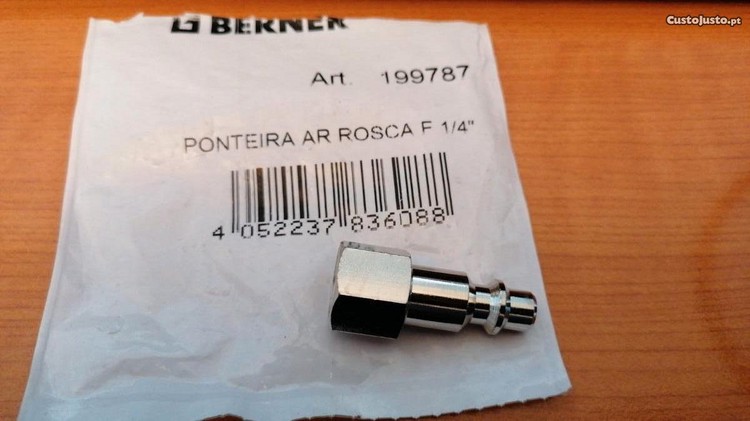 CustoJusto.pt
BERNER
Art. 199787
PONTEIRA AR ROSCA F 1/4"
4 052237 836088